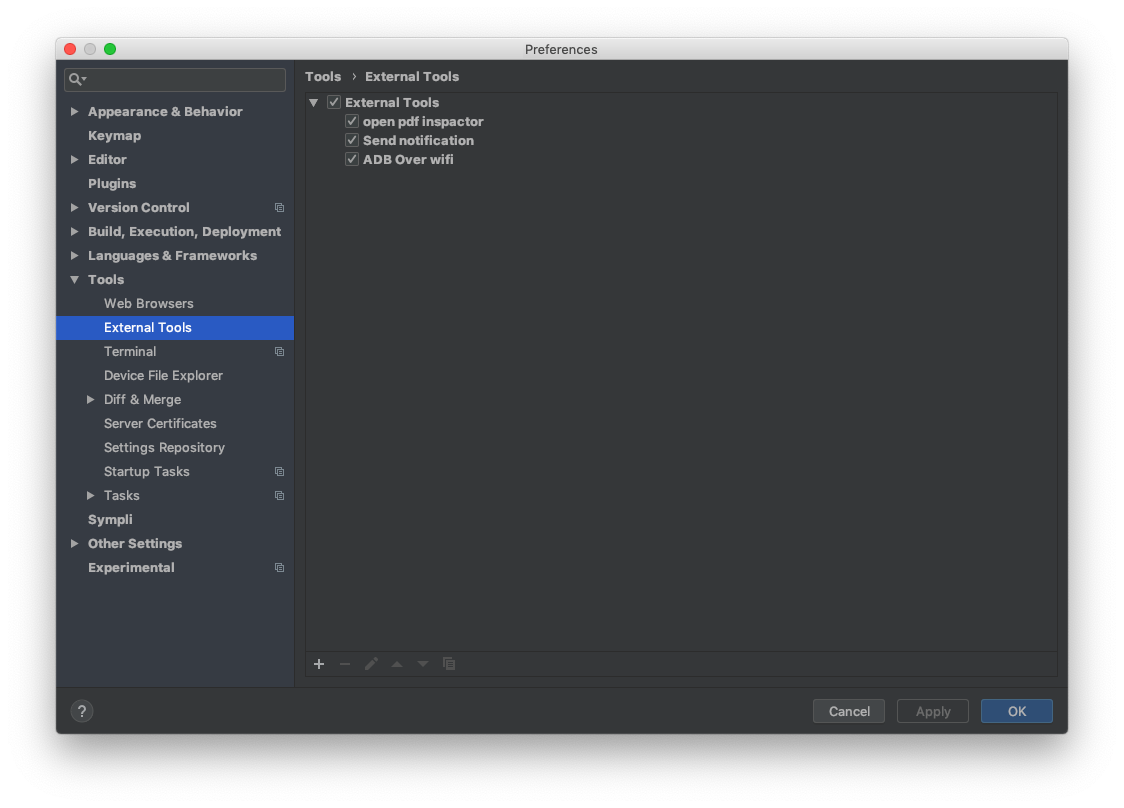 Preferences
Appearance & Behavior
Keymap
Editor
Plugins
Version Control
Build, Execution, Deployment
Languages & Frameworks
Tools
Web Browsers
External Tools
Terminal
Device File Explorer
Diff & Merge
Server Certificates
Settings Repository
Startup Tasks
Tasks
Sympli
Other Settings
Experimental
Tools › External Tools
External Tools
open pdf inspactor
Send notification
ADB Over wifi
?
Cancel Apply OK